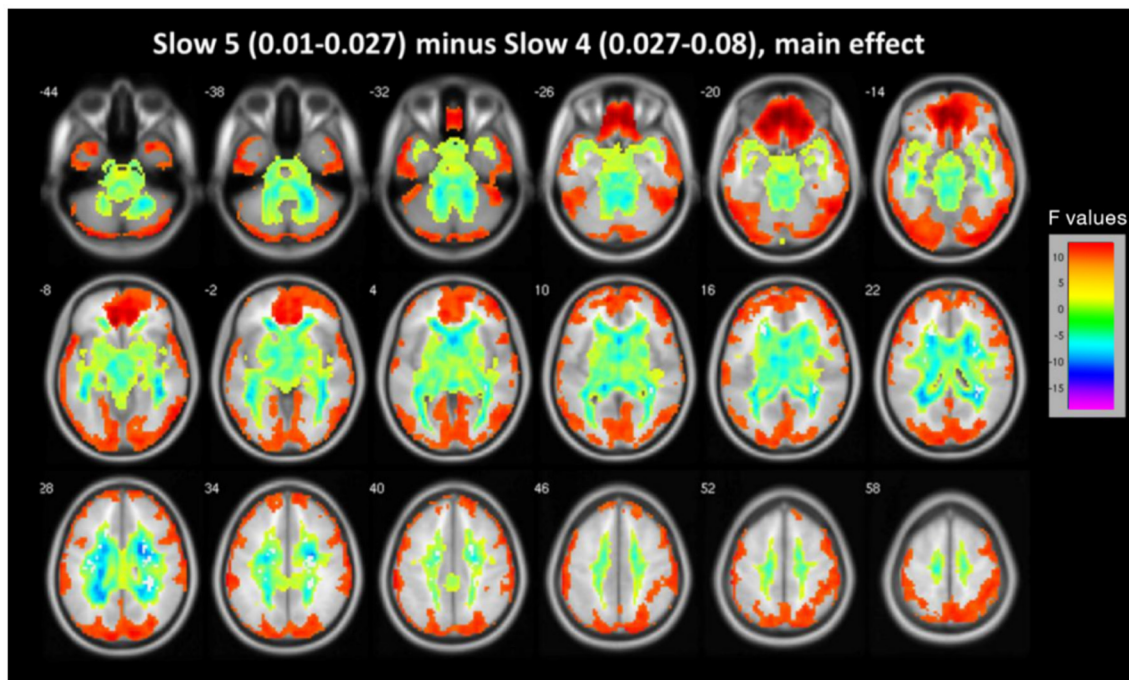 Slow 5 (0.01-0.027) minus Slow 4 (0.027-0.08), main effect
-44 -38 -32 -26 -20 -14
F values
10
5
0
-5
-10
-15
-8 -2 4 10 16 22
28 34 40 46 52 58